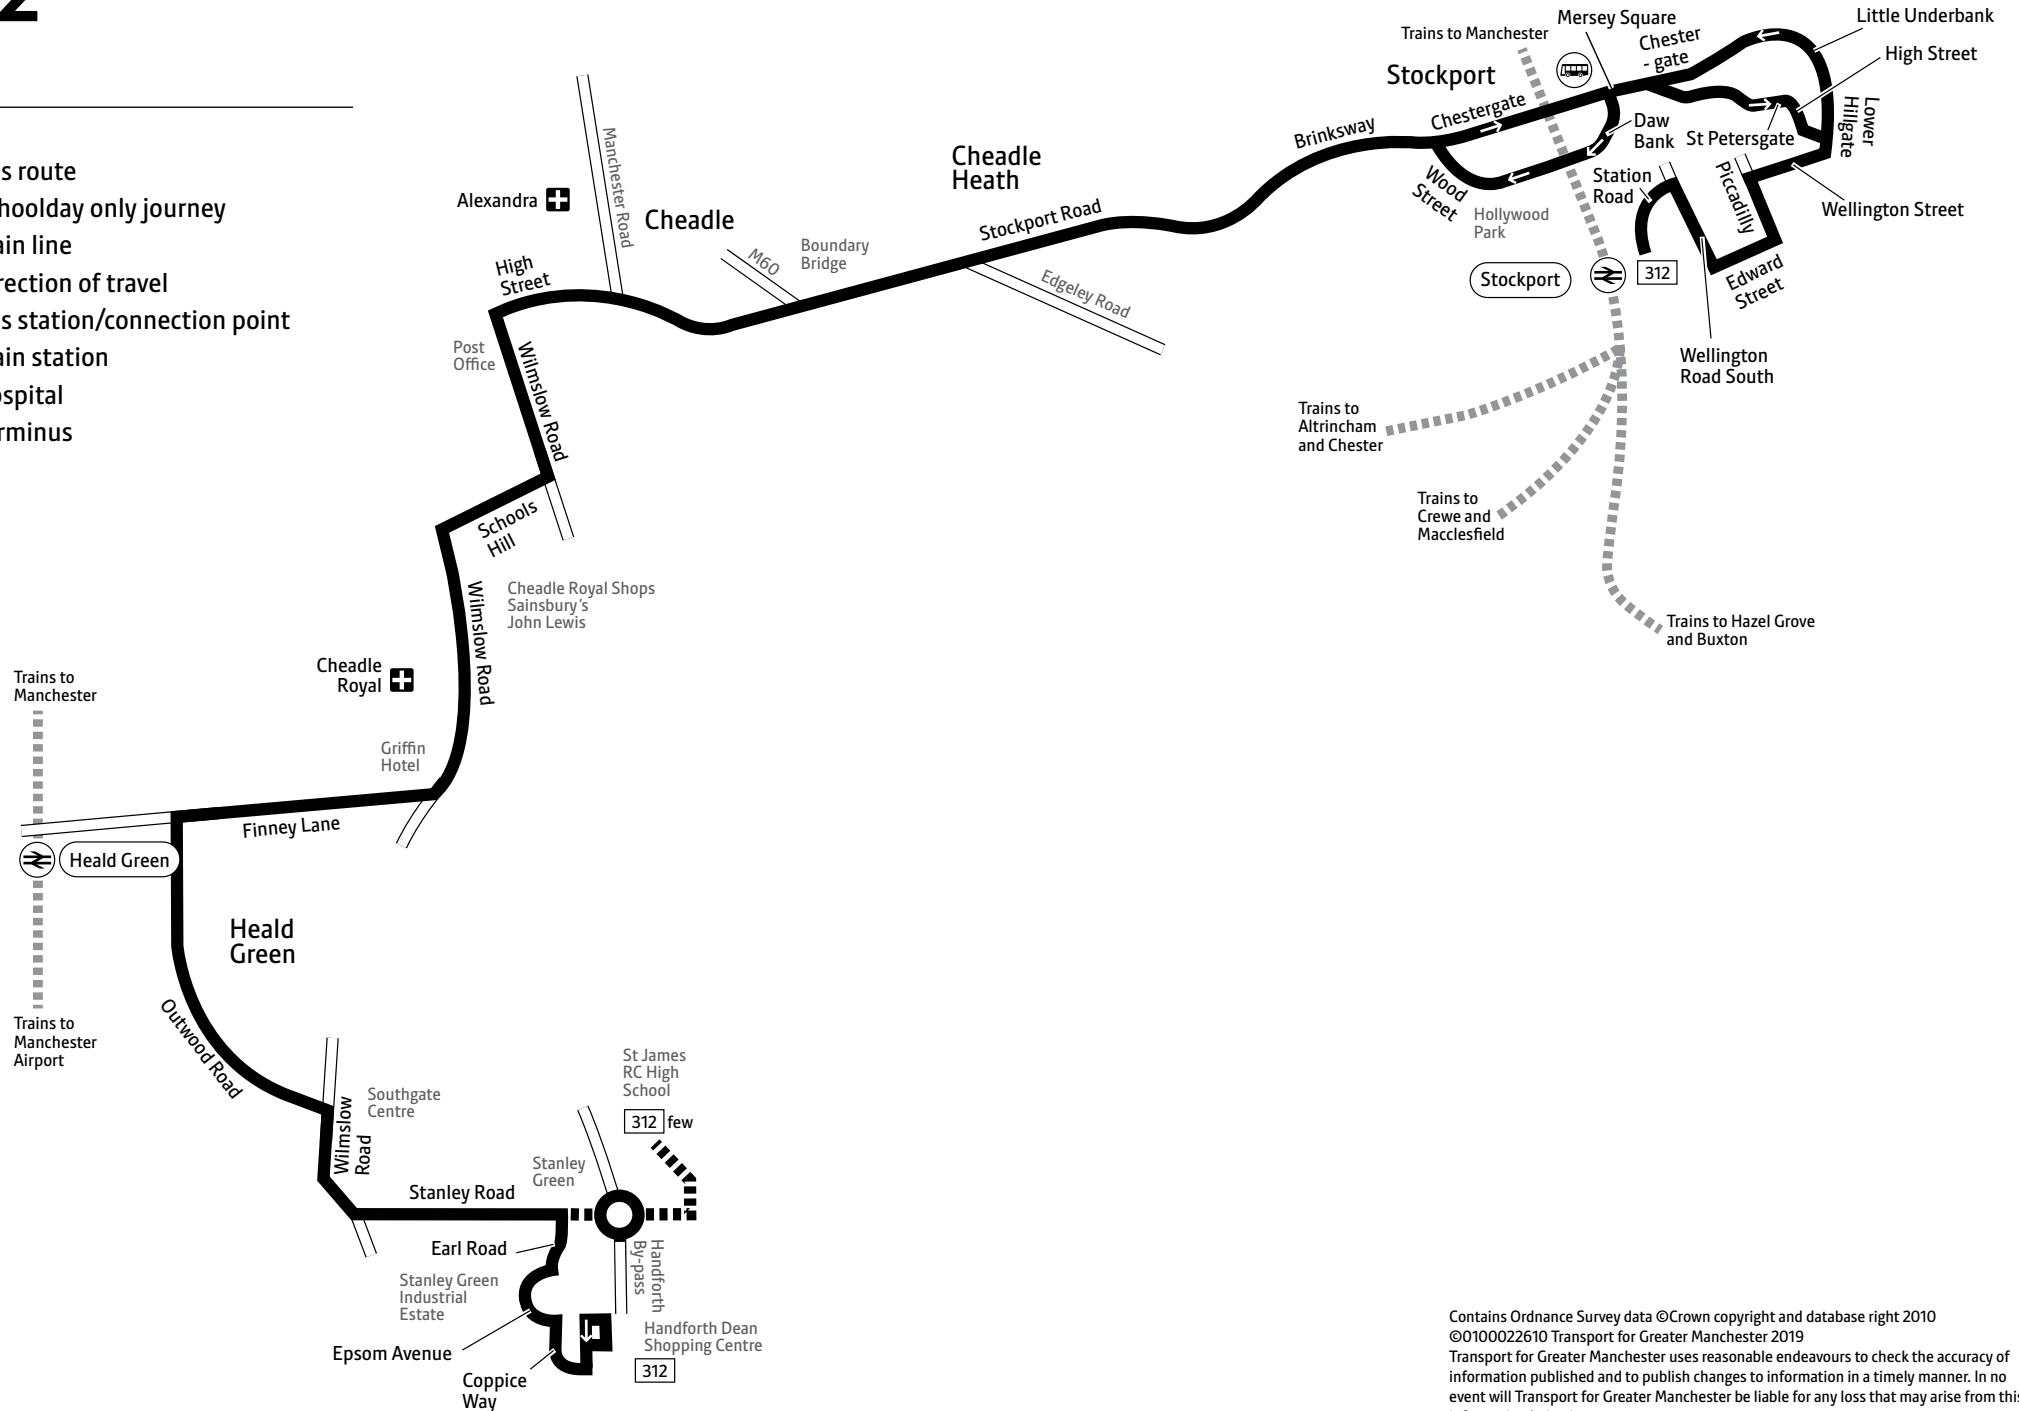 2
s route
hoolday only journey
ain line
rection of travel
s station/connection point
ain station
ospital
rminus
Trains to Manchester
Mersey Square
Little Underbank
Chester
- gate
High Street
Stockport
Chestergate
Lower
Hillgate
Daw
Bank
St Petersgate
Brinksway
Wood
Street
Station
Road
Piccadilly
Wellington Street
Hollywood
Park
Stockport
312
Edward
Street
Wellington
Road South
Trains to
Altrincham
and Chester
Trains to
Crewe and
Macclesfield
Trains to Hazel Grove
and Buxton
Cheadle
Heath
Stockport Road
Edgeley Road
Boundary
Bridge
M60
Cheadle
Manchester Road
Alexandra
High
Street
Post
Office
Wilmslow Road
Schools
Hill
Cheadle Royal Shops
Sainsbury's
John Lewis
Wilmslow Road
Cheadle
Royal
Griffin
Hotel
Trains to
Manchester
Finney Lane
Heald Green
Heald
Green
Trains to
Manchester
Airport
Outwood Road
Southgate
Centre
Wilmslow
Road
St James
RC High
School
312 few
Stanley
Green
Stanley Road
Earl Road
Handforth
By-pass
Stanley Green
Industrial
Estate
Epsom Avenue
Handforth Dean
Shopping Centre
312
Coppice
Way
Contains Ordnance Survey data ©Crown copyright and database right 2010
©0100022610 Transport for Greater Manchester 2019
Transport for Greater Manchester uses reasonable endeavours to check the accuracy of
information published and to publish changes to information in a timely manner. In no
event will Transport for Greater Manchester be liable for any loss that may arise from this